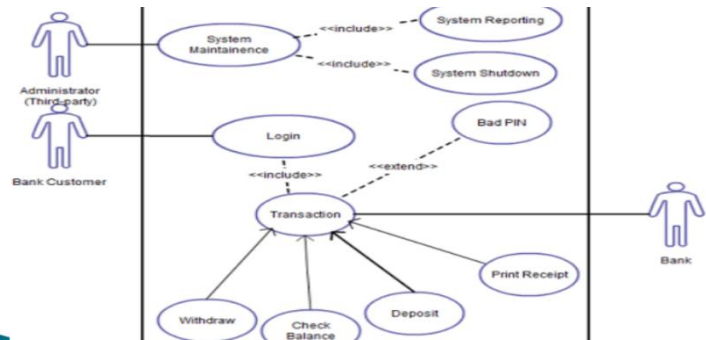 System Reporting
<<include>>
System
Maintainence
<<include>>
System Shutdown
Administrator
(Third-party)
Bad PIN
Login
<<extend>>
<<include>>
Bank Customer
Transaction
Bank
Print Receipt
Withdraw
Deposit
Check
Balance